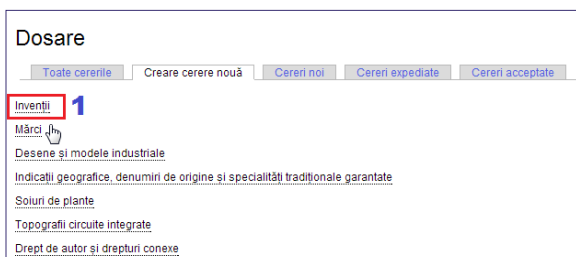 Dosare
Toate cererile Creare cerere nouă Cereri noi Cereri expediate Cereri acceptate
Invenții 1
Mărci
Desene și modele industriale
Indicații geografice, denumiri de origine și specialități tradiționale garantate
Soiuri de plante
Topografii circuite integrate
Drept de autor și drepturi conexe